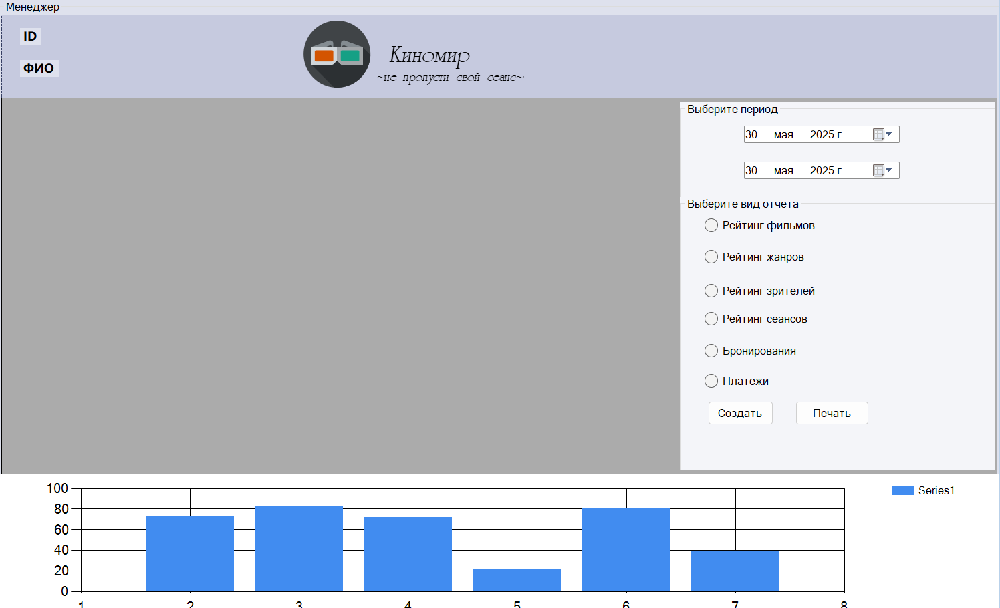 Менеджер
ID
ФИО
Киномир
~не пропусти свой сеанс~
Выберите период
30 мая 2025 г.
30 мая 2025 г.
Выберите вид отчета
Рейтинг фильмов
Рейтинг жанров
Рейтинг зрителей
Рейтинг сеансов
Бронирования
Платежи
Создать Печать
100
80
60
40
20
0
1 2 3 4 5 6 7 8
Series1